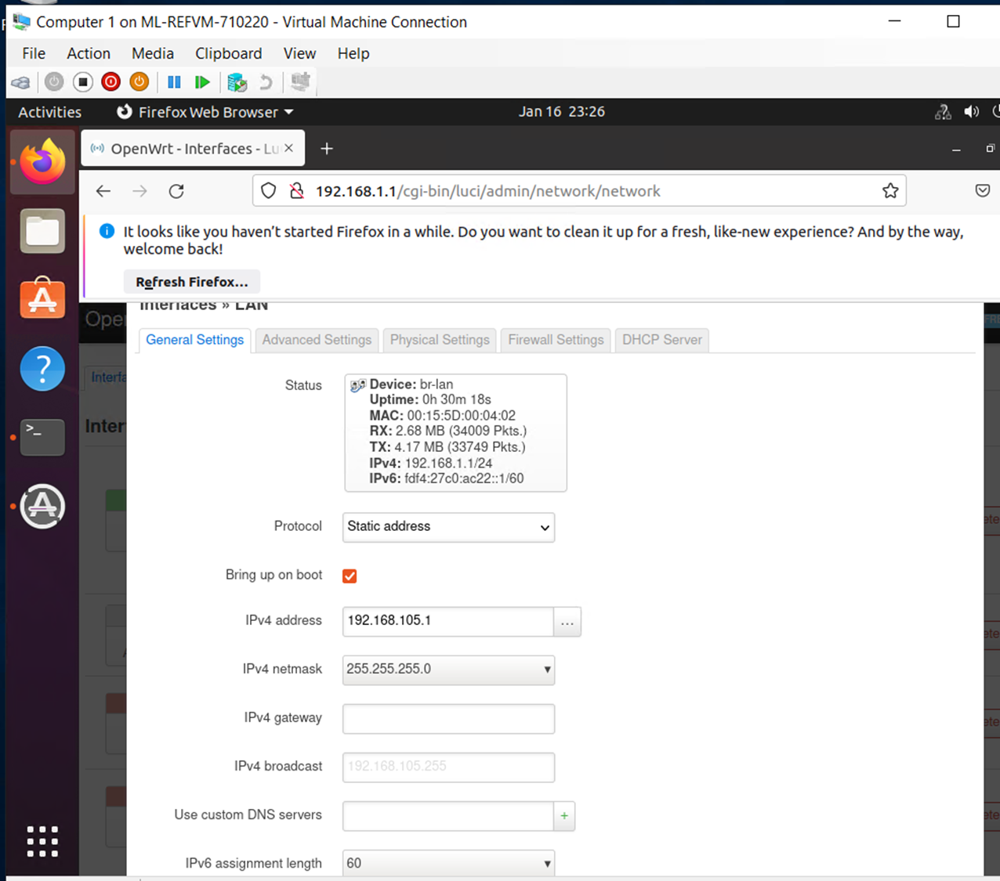 Computer 1 on ML-REFVM-710220 - Virtual Machine Connection
File Action Media Clipboard View Help
Activities Firefox Web Browser Jan 16 23:26
OpenWrt - Interfaces - Lu
192.168.1.1/cgi-bin/luci/admin/network/network
It looks like you haven't started Firefox in a while. Do you want to clean it up for a fresh, like-new experience? And by the way,
welcome back!
Refresh Firefox...
Interfaces » LAN
General Settings Advanced Settings Physical Settings Firewall Settings DHCP Server
Status
Device: br-lan
Uptime: 0h 30m 18s
MAC: 00:15:5D:00:04:02
RX: 2.68 MB (34009 Pkts.)
TX: 4.17 MB (33749 Pkts.)
IPv4: 192.168.1.1/24
IPv6: fdf4:27c0:ac22::1/60
Protocol Static address
Bring up on boot
IPv4 address 192.168.105.1 ...
IPv4 netmask 255.255.255.0
IPv4 gateway
IPv4 broadcast 192.168.105.255
Use custom DNS servers +
IPv6 assignment length 60